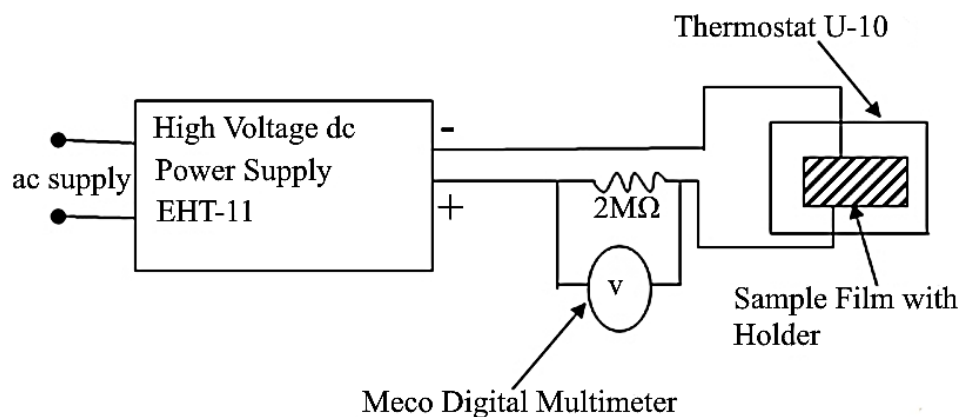 Thermostat U-10
High Voltage dc
Power Supply
EHT-11
-
+
ac supply
2MΩ
v
Sample Film with
Holder
Meco Digital Multimeter